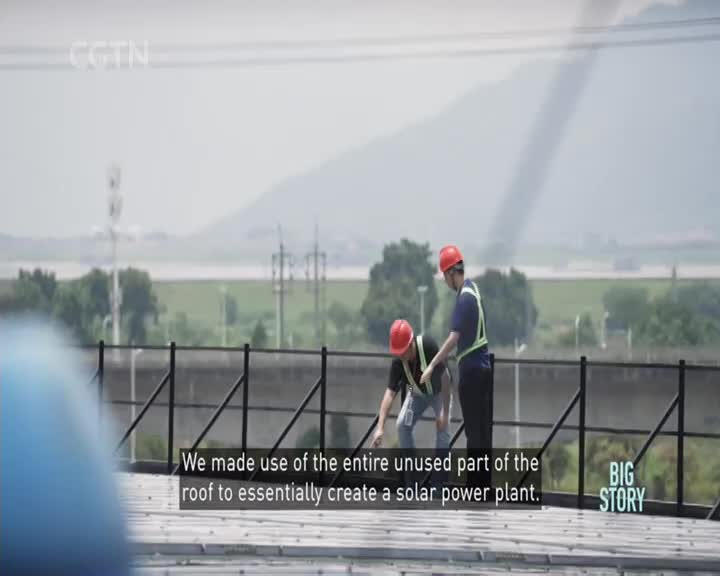 CGTN
We made use of the entire unused part of the
roof to essentially create a solar power plant.
BIG
STORY